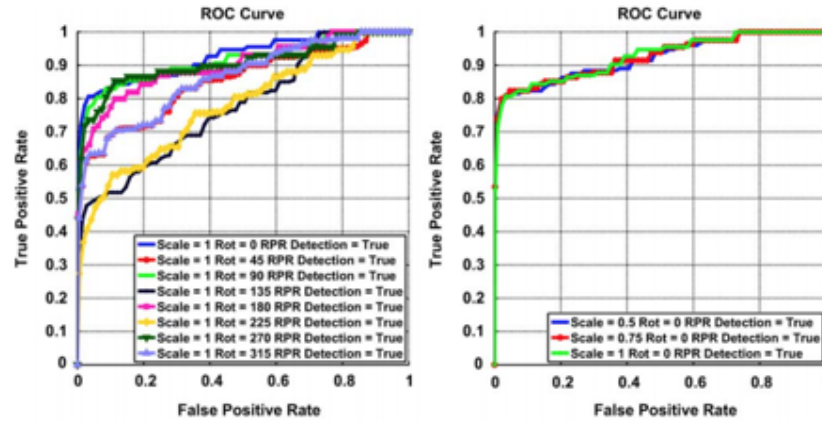 ROC Curve
1
0.9
0.8
0.7
0.6
0.5
0.4
0.3
0.2
0.1
0
True Positive Rate
Scale = 1 Rot = 0 RPR Detection = True
Scale = 1 Rot = 45 RPR Detection = True
Scale = 1 Rot = 90 RPR Detection = True
Scale = 1 Rot = 135 RPR Detection = True
Scale = 1 Rot = 180 RPR Detection = True
Scale = 1 Rot = 225 RPR Detection = True
Scale = 1 Rot = 270 RPR Detection = True
Scale = 1 Rot = 315 RPR Detection = True
0 0.2 0.4 0.6 0.8 1
False Positive Rate
ROC Curve
1
0.9
0.8
0.7
0.6
0.5
0.4
0.3
0.2
0.1
0
True Positive Rate
Scale = 0.5 Rot = 0 RPR Detection = True
Scale = 0.75 Rot = 0 RPR Detection = True
Scale = 1 Rot = 0 RPR Detection = True
0 0.2 0.4 0.6 0.8
False Positive Rate